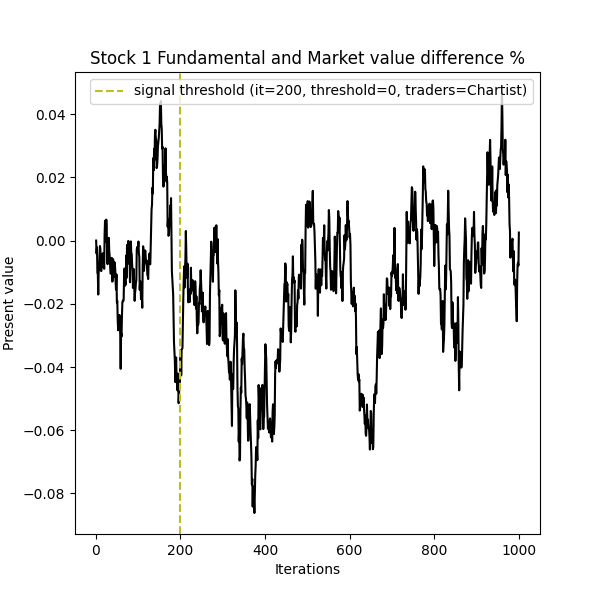 Stock 1 Fundamental and Market value difference %
signal threshold (it=200, threshold=0, traders=Chartist)
0.04
0.02
0.00
−0.02
−0.04
−0.06
−0.08
Present value
0 200 400 600 800 1000
Iterations